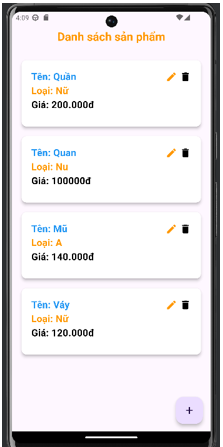 4:09
Danh sách sản phẩm
Tên: Quần
Loại: Nữ
Giá: 200.000đ
Tên: Quan
Loại: Nu
Giá: 100000đ
Tên: Mũ
Loại: A
Giá: 140.000đ
Tên: Váy
Loại: Nữ
Giá: 120.000đ
+